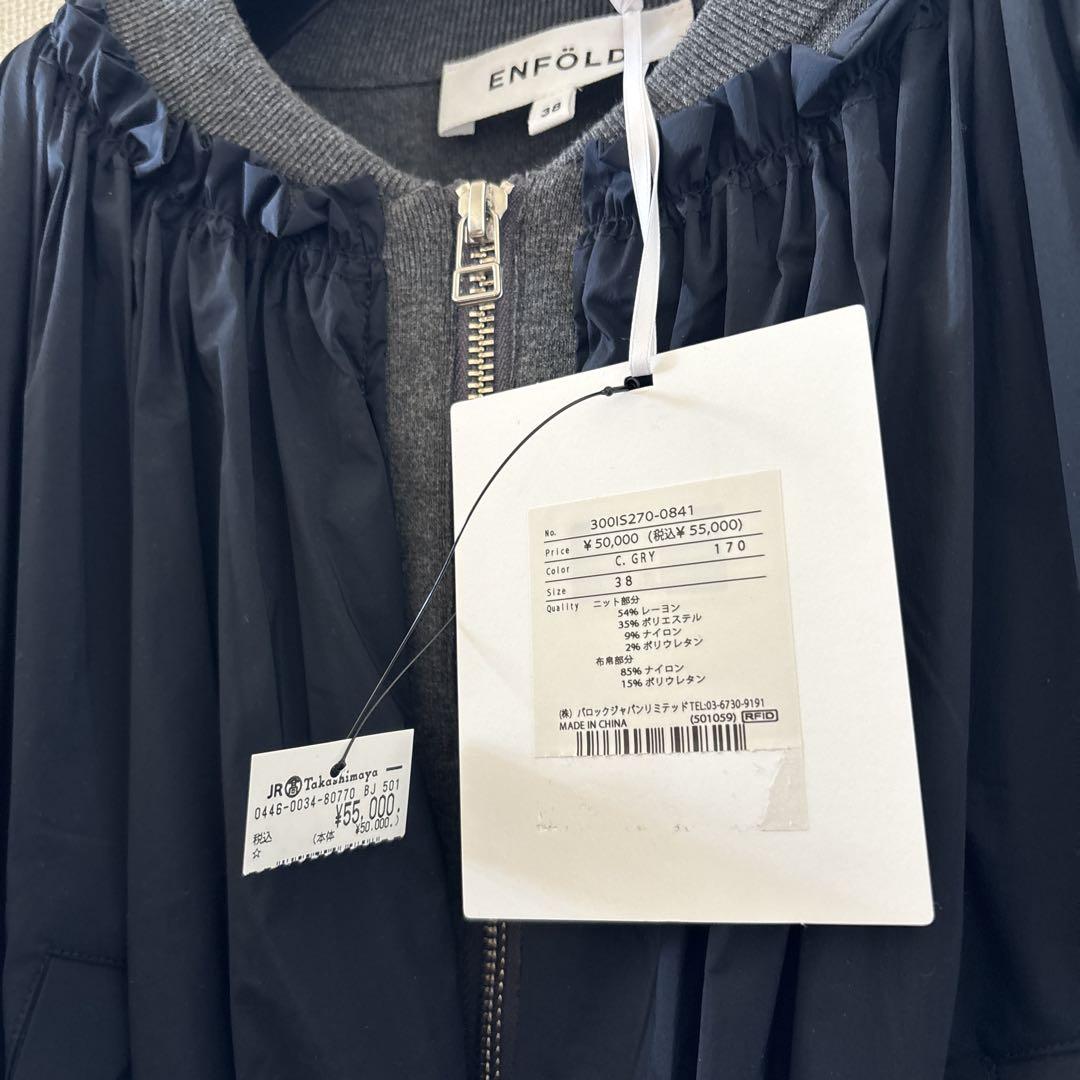 ENFÖLD
38
No. 300IS270-0841
Price ¥50,000 (税込¥ 55,000)
Color C. GRY 170
Size 38
Quality ニット部分
54% レーヨン
35% ポリエステル
9% ナイロン
2% ポリウレタン
布帛部分
85% ナイロン
15% ポリウレタン
(株) バロックジャパンリミテッド TEL:03-6730-9191
MADE IN CHINA (501059) RFID
JR 髙 Takashimaya
0446-0034-80770 BJ 501
¥55,000.
税込 (本体 ¥50,000.)
☆